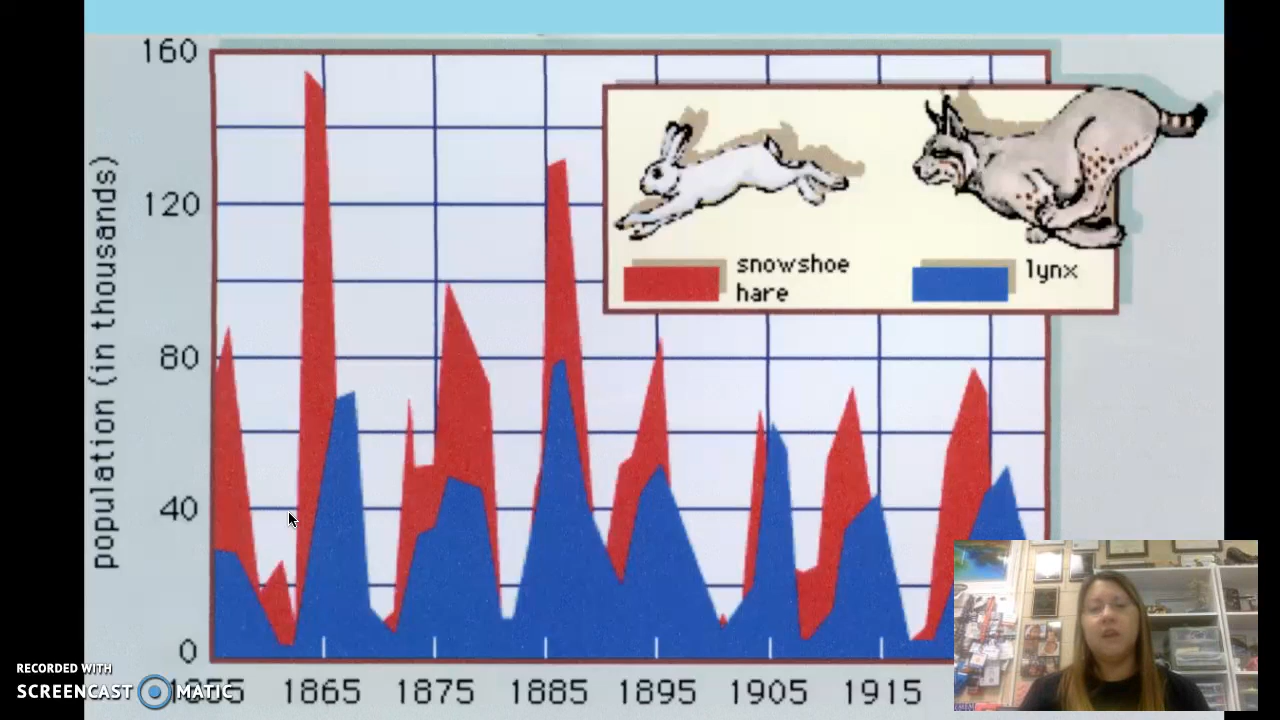 160
120
80
40
0
population (in thousands)
snowshoe
hare
lynx
1855
1865
1875
1885
1895
1905
1915
RECORDED WITH
SCREENCAST MATIC